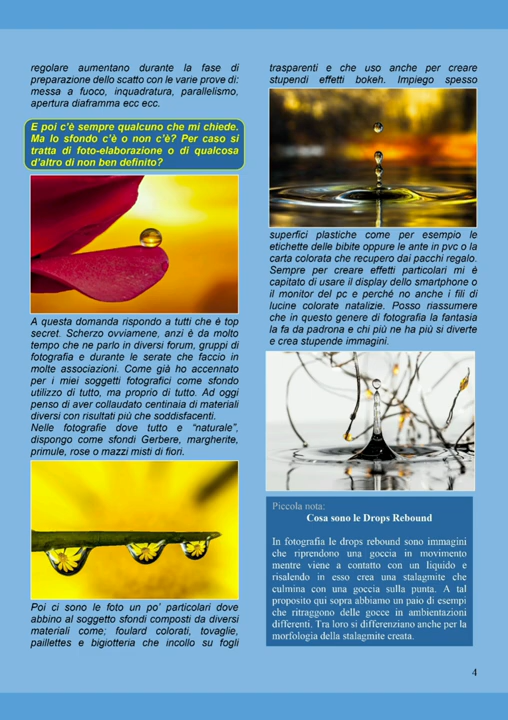 regolare aumentano durante la fase di
preparazione dello scatto con le varie prove di:
messa a fuoco, inquadratura, parallelismo,
apertura diaframma ecc ecc.
E poi c'è sempre qualcuno che mi chiede.
Ma lo sfondo c'è o non c'è? Per caso si
tratta di foto-elaborazione o di qualcosa
d'altro di non ben definito?
A questa domanda rispondo a tutti che é top
secret. Scherzo ovviamene, anzi è da molto
tempo che ne parlo in diversi forum, gruppi di
fotografia e durante le serate che faccio in
molte associazioni. Come già ho accennato
per i miei soggetti fotografici come sfondo
utilizzo di tutto, ma proprio di tutto. Ad oggi
penso di aver collaudato centinaia di materiali
diversi con risultati più che soddisfacenti.
Nelle fotografie dove tutto e "naturale",
dispongo come sfondi Gerbere, margherite,
primule, rose o mazzi misti di fiori.
Poi ci sono le foto un po' particolari dove
abbino al soggetto sfondi composti da diversi
materiali come; foulard colorati, tovaglie,
paillettes e bigiotteria che incollo su fogli
trasparenti e che uso anche per creare
stupendi effetti bokeh. Impiego spesso
superfici plastiche come per esempio le
etichette delle bibite oppure le ante in pvc o la
carta colorata che recupero dai pacchi regalo.
Sempre per creare effetti particolari mi è
capitato di usare il display dello smartphone o
il monitor del pc e perché no anche i fili di
lucine colorate natalizie. Posso riassumere
che in questo genere di fotografia la fantasia
la fa da padrona e chi più ne ha più si diverte
e crea stupende immagini.
Piccola nota:
Cosa sono le Drops Rebound
In fotografia le drops rebound sono immagini
che riprendono una goccia in movimento
mentre viene a contatto con un liquido e
risalendo in esso crea una stalagmite che
culmina con una goccia sulla punta. A tal
proposito qui sopra abbiamo un paio di esempi
che ritraggono delle gocce in ambientazioni
differenti. Tra loro si differenziano anche per la
morfologia della stalagmite creata.
4